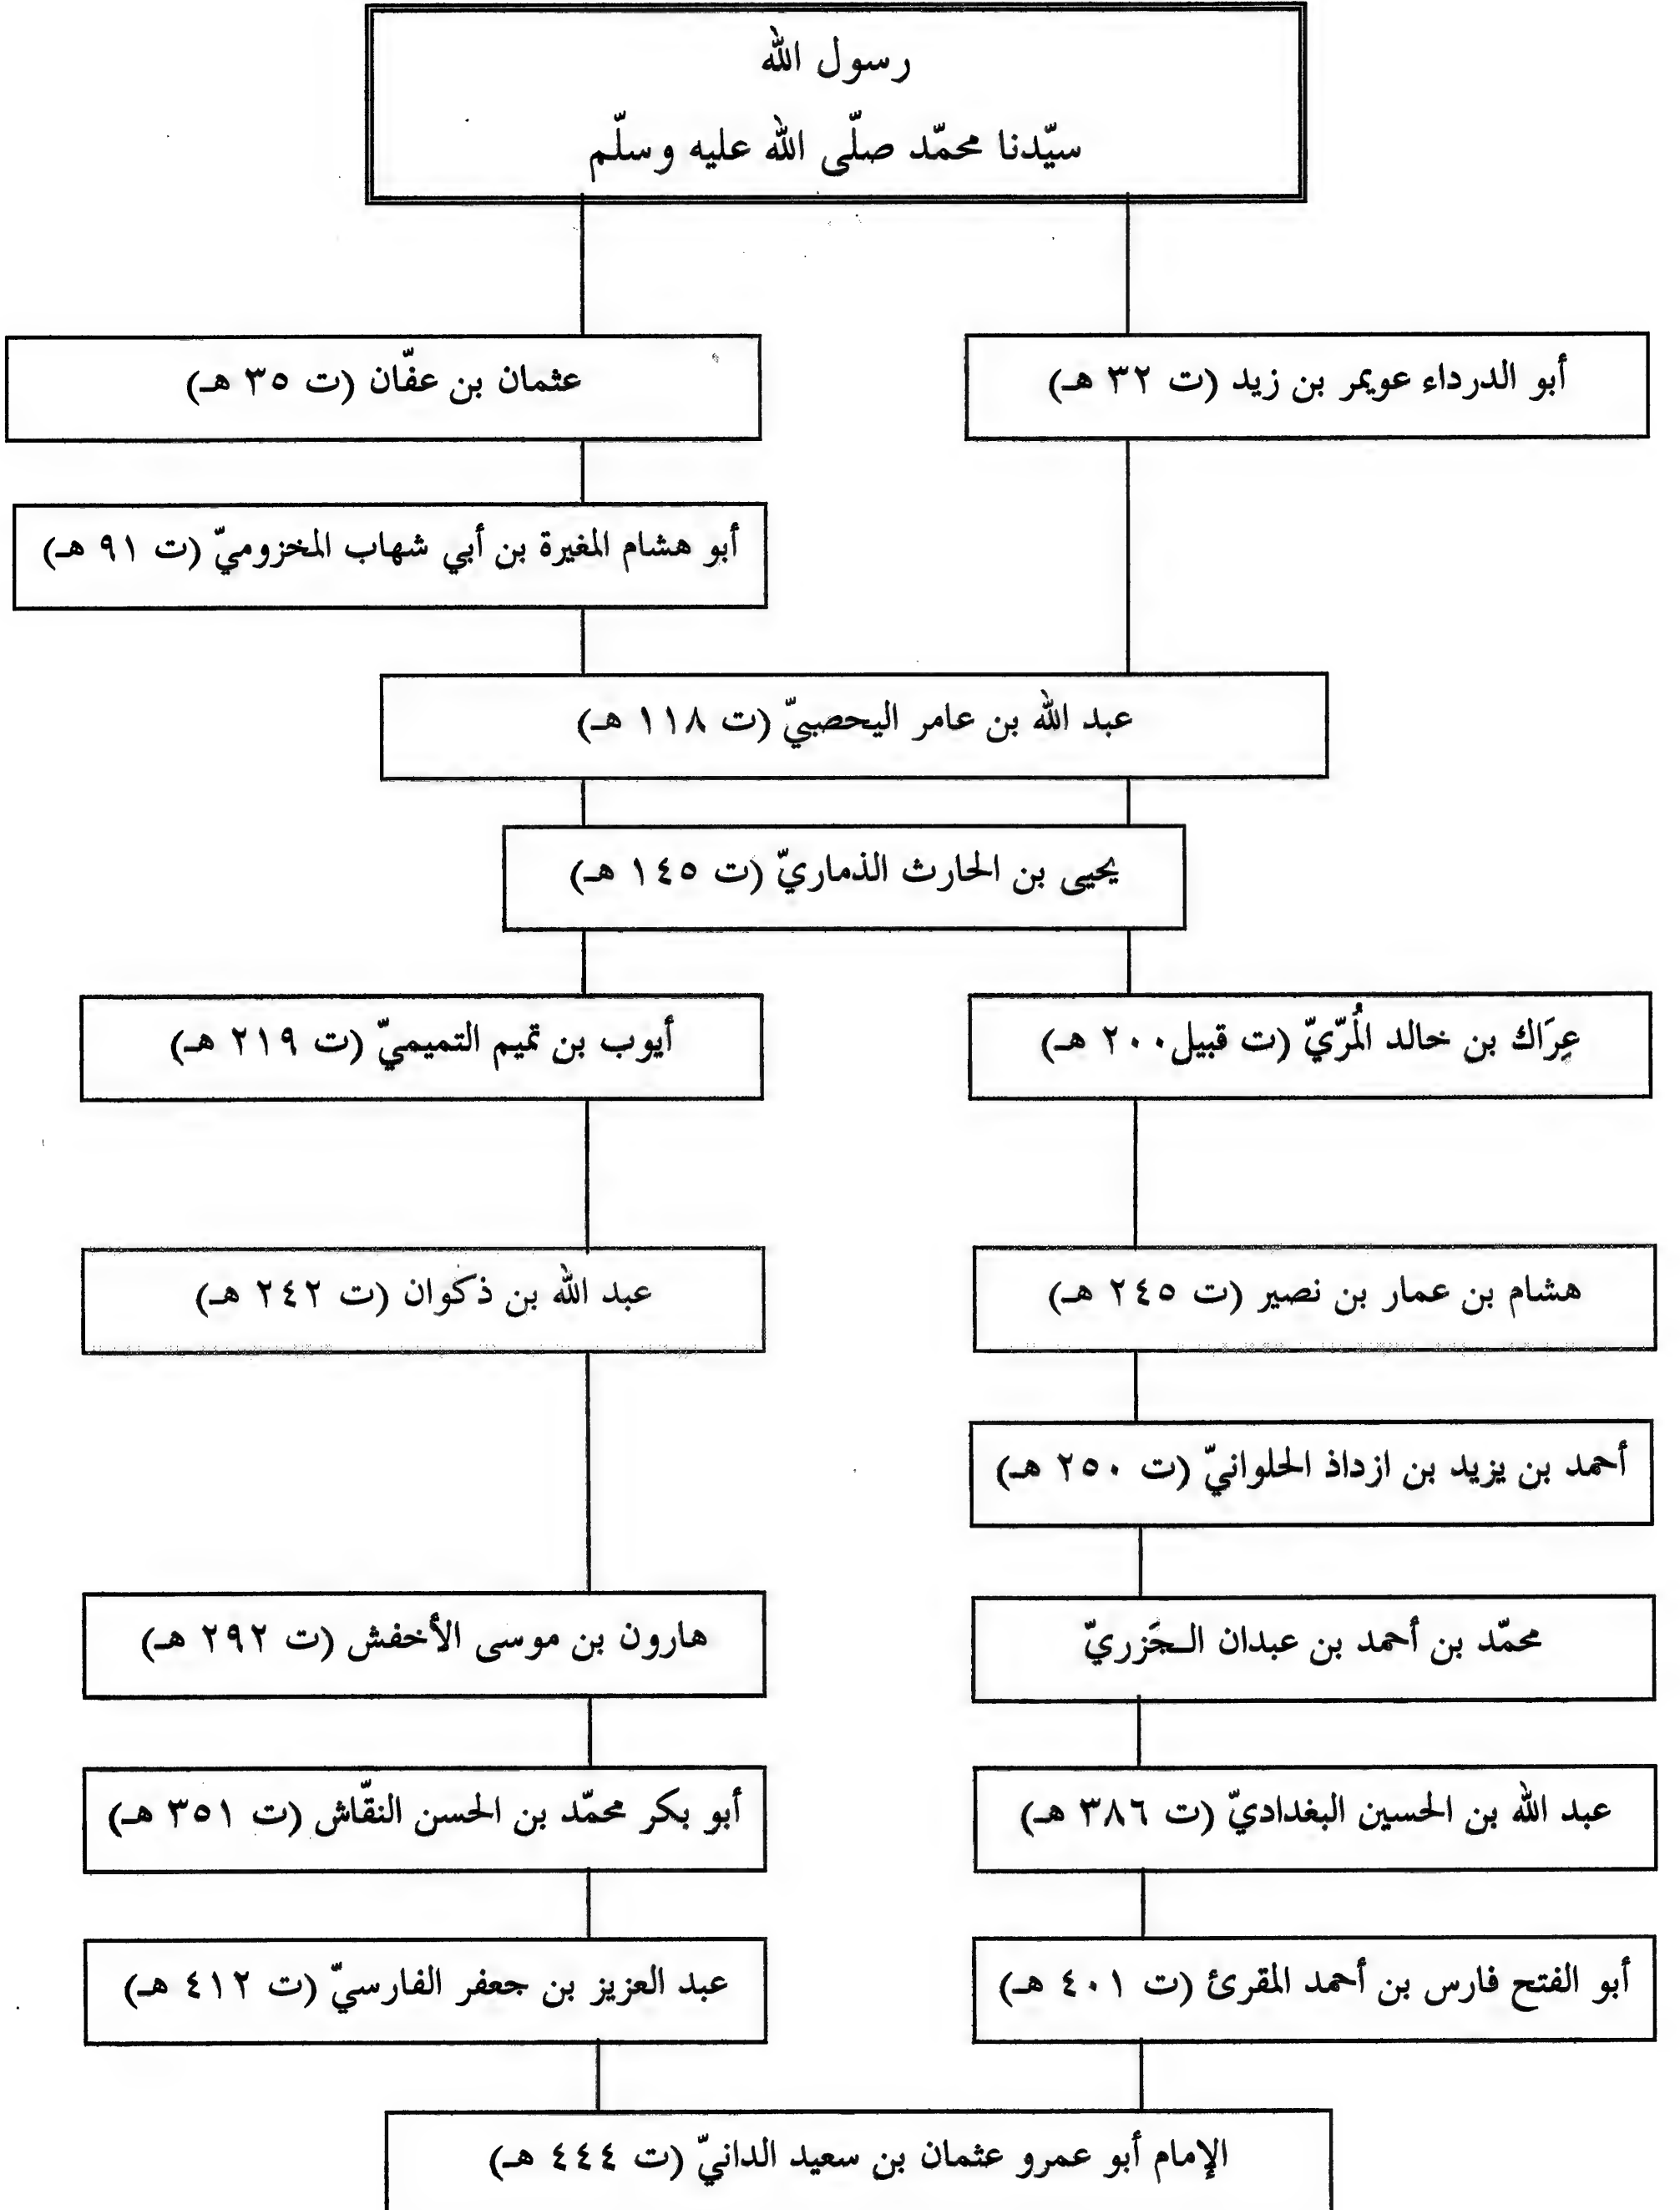 رسول الله
سيّدنا محمّد صلّى الله عليه وسلّم
أبو الدرداء عويمر بن زيد (ت ٣٢ هـ)
عثمان بن عفّان (ت ٣٥ هـ)
أبو هشام المغيرة بن أبي شهاب المخزوميّ (ت ٩١ هـ)
عبد الله بن عامر اليحصبيّ (ت ١١٨ هـ)
يحيى بن الحارث الذماريّ (ت ١٤٥ هـ)
عِرَاك بن خالد المُرّيّ (ت قبيل٢٠٠ هـ)
أيوب بن تميم التميميّ (ت ٢١٩ هـ)
هشام بن عمار بن نصير (ت ٢٤٥ هـ)
عبد الله بن ذكوان (ت ٢٤٢ هـ)
أحمد بن يزيد بن ازداذ الحلوانيّ (ت ٢٥٠ هـ)
محمّد بن أحمد بن عبدان الـجَزريّ
هارون بن موسى الأخفش (ت ٢٩٢ هـ)
عبد الله بن الحسين البغداديّ (ت ٣٨٦ هـ)
أبو بكر محمّد بن الحسن النقّاش (ت ٣٥١ هـ)
أبو الفتح فارس بن أحمد المقرئ (ت ٤٠١ هـ)
عبد العزيز بن جعفر الفارسيّ (ت ٤١٢ هـ)
الإمام أبو عمرو عثمان بن سعيد الدانيّ (ت ٤٤٤ هـ)